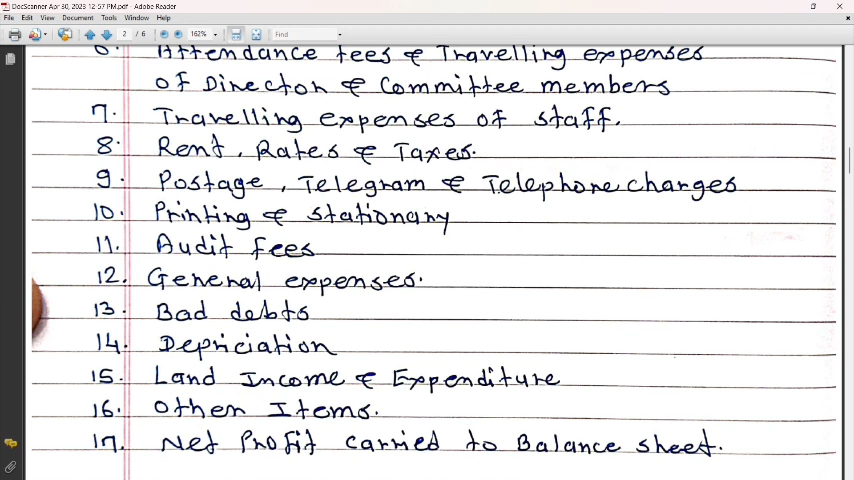 DocScanner Apr 30, 2023 12-57 PM.pdf - Adobe Reader
File Edit View Document Tools Window Help
2 / 6 162% Find
6. Attendance fees & Travelling expenses
of Director & Committee members
7. Travelling expenses of staff.
8. Rent, Rates & Taxes.
9. Postage, Telegram & Telephone charges
10. Printing & stationary
11. Audit fees
12. General expenses.
13. Bad debts
14. Depriciation
15. Land Income & Expenditure
16. Other Items.
17. Net Profit carried to Balance sheet.